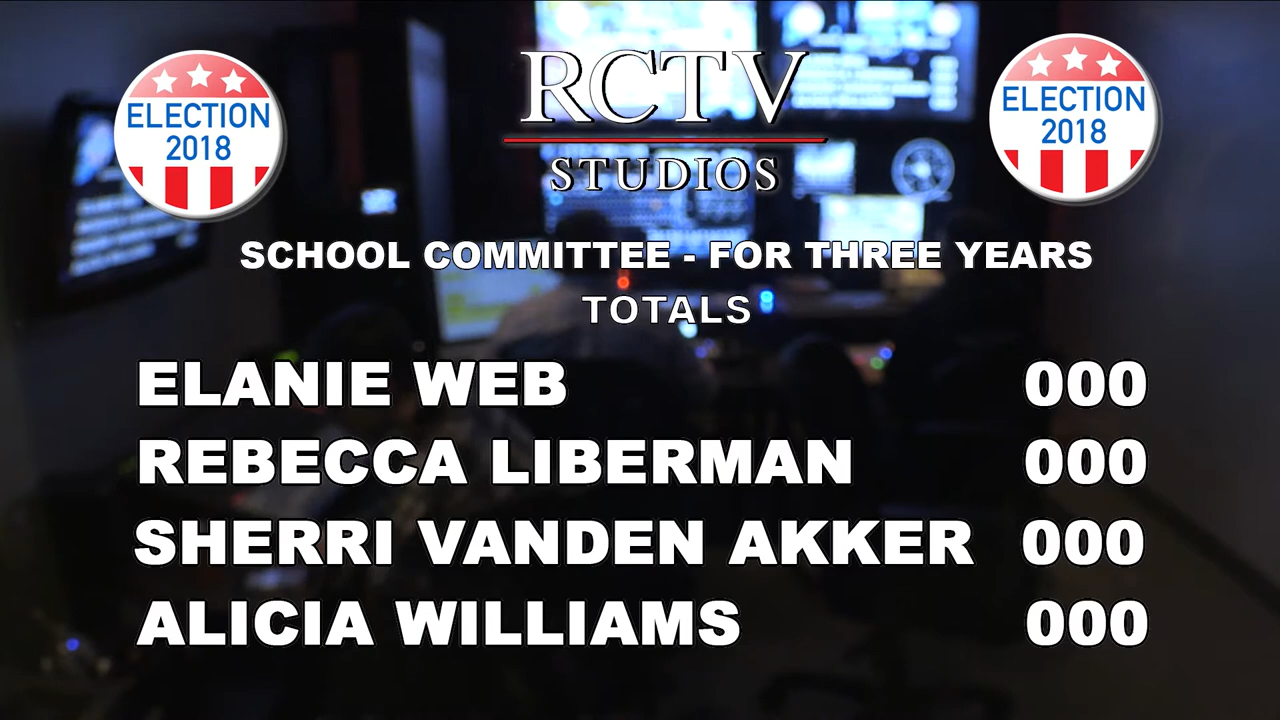 ELECTION
2018
RCTV
STUDIOS
ELECTION
2018
SCHOOL COMMITTEE - FOR THREE YEARS
TOTALS
ELANIE WEB 000
REBECCA LIBERMAN 000
SHERRI VANDEN AKKER 000
ALICIA WILLIAMS 000